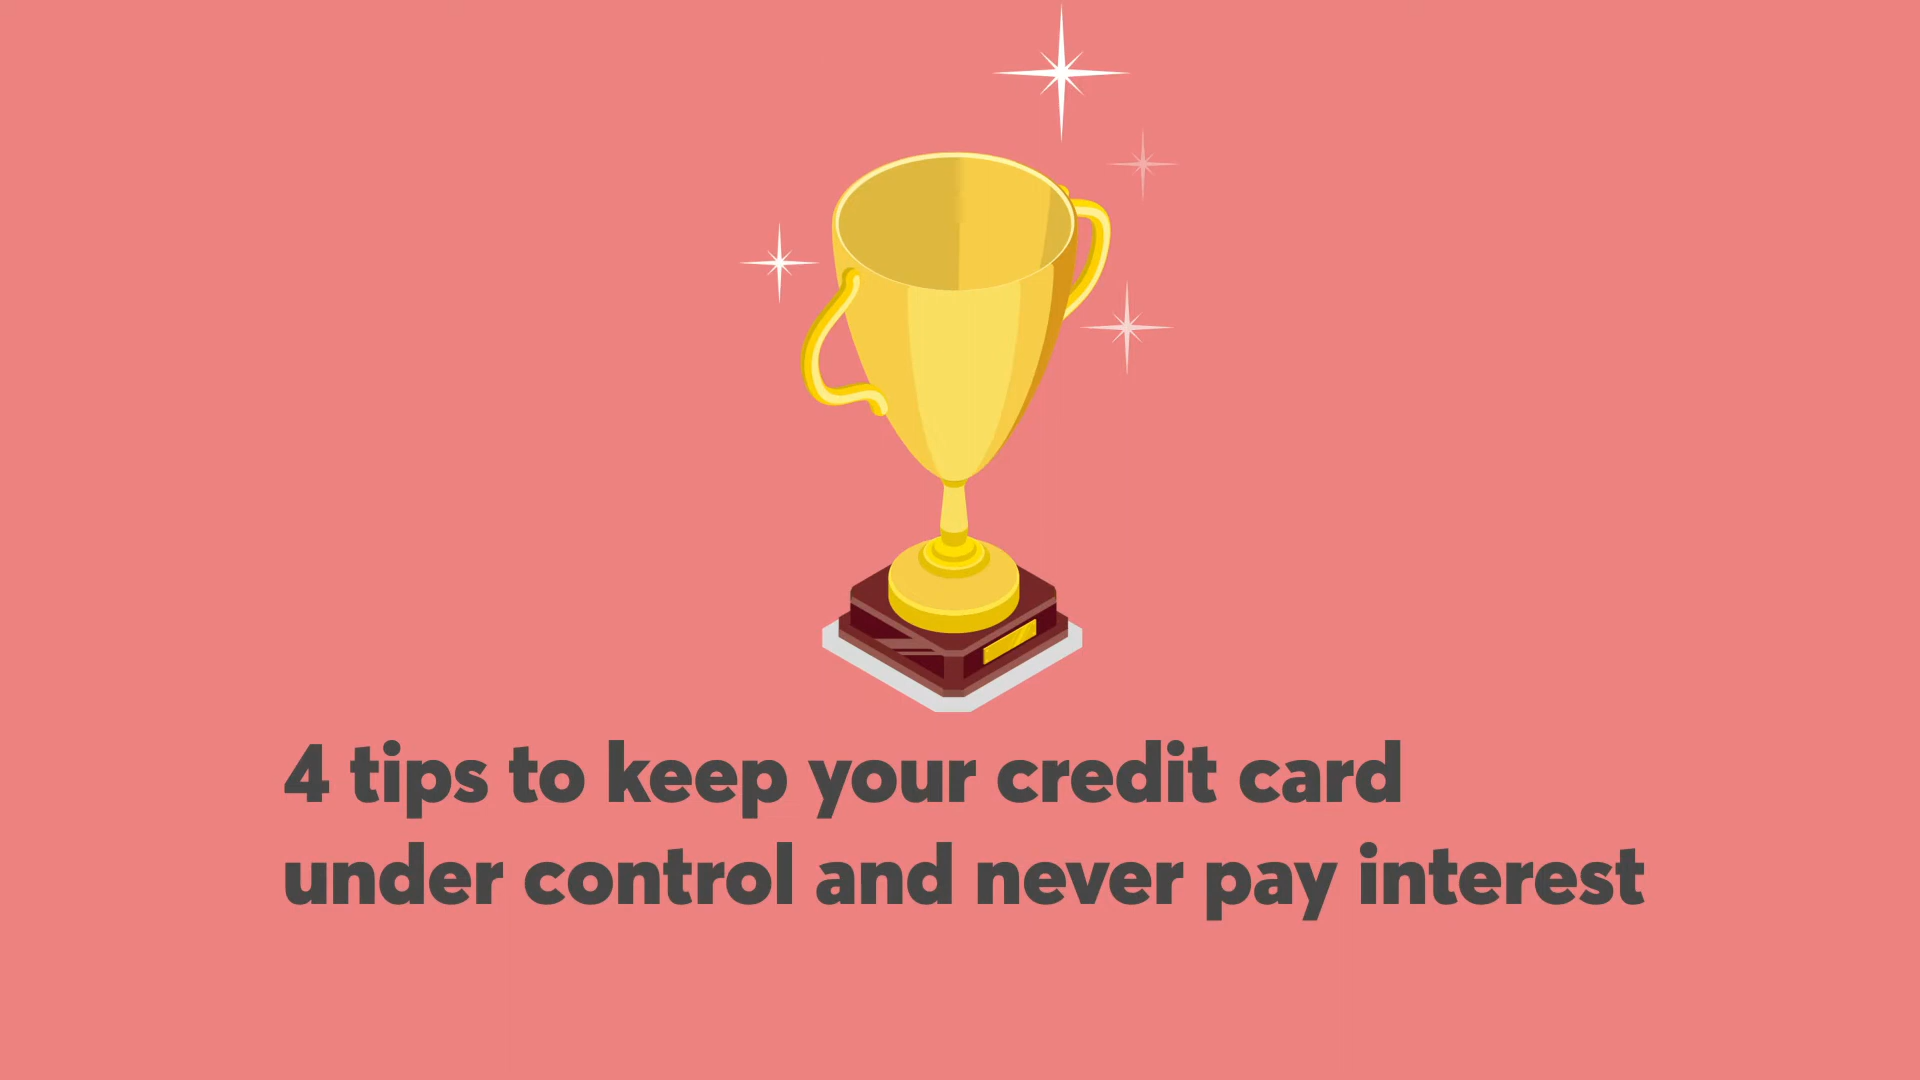 4 tips to keep your credit card
under control and never pay interest